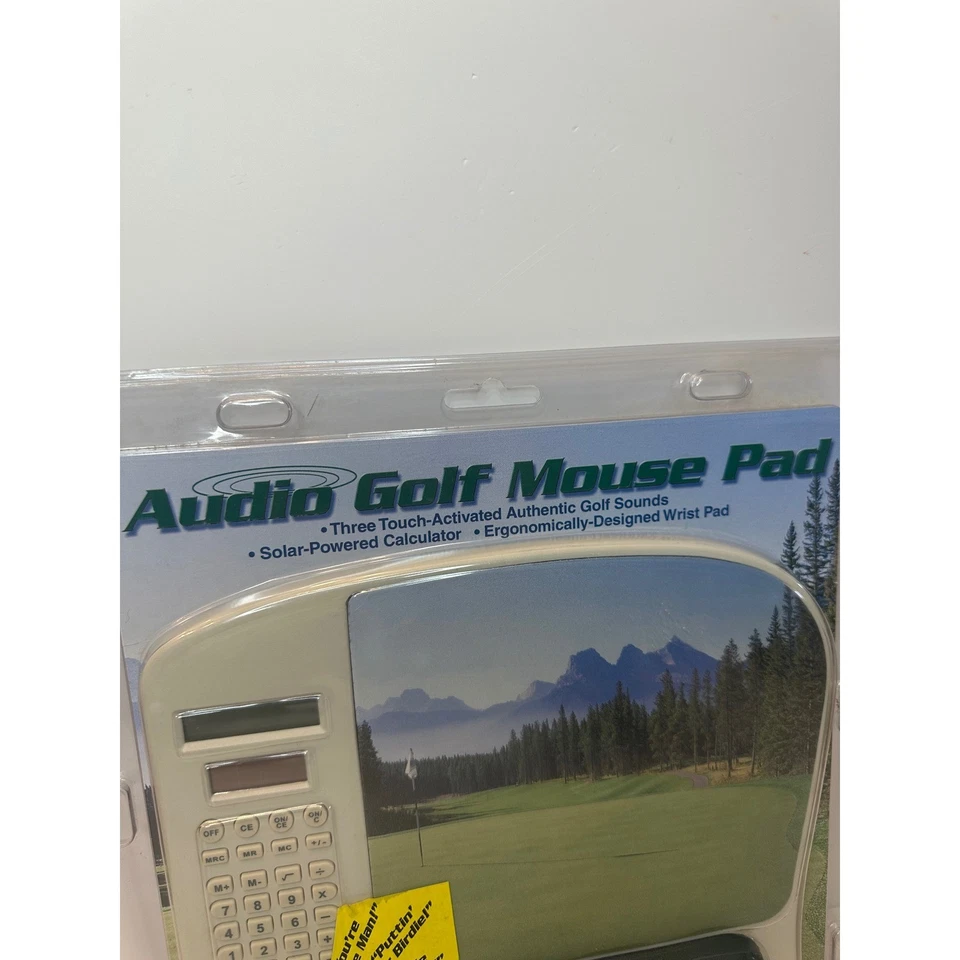 Audio Golf Mouse Pad
• Three Touch-Activated Authentic Golf Sounds
• Solar-Powered Calculator • Ergonomically-Designed Wrist Pad
OFF CE ON/CE ON/C
MRC MR MC +/-
M+ M- √ ÷
7 8 9 ×
4 5 6 −
1 2 3 +
Man!"
"Puttin'
Birdie!"